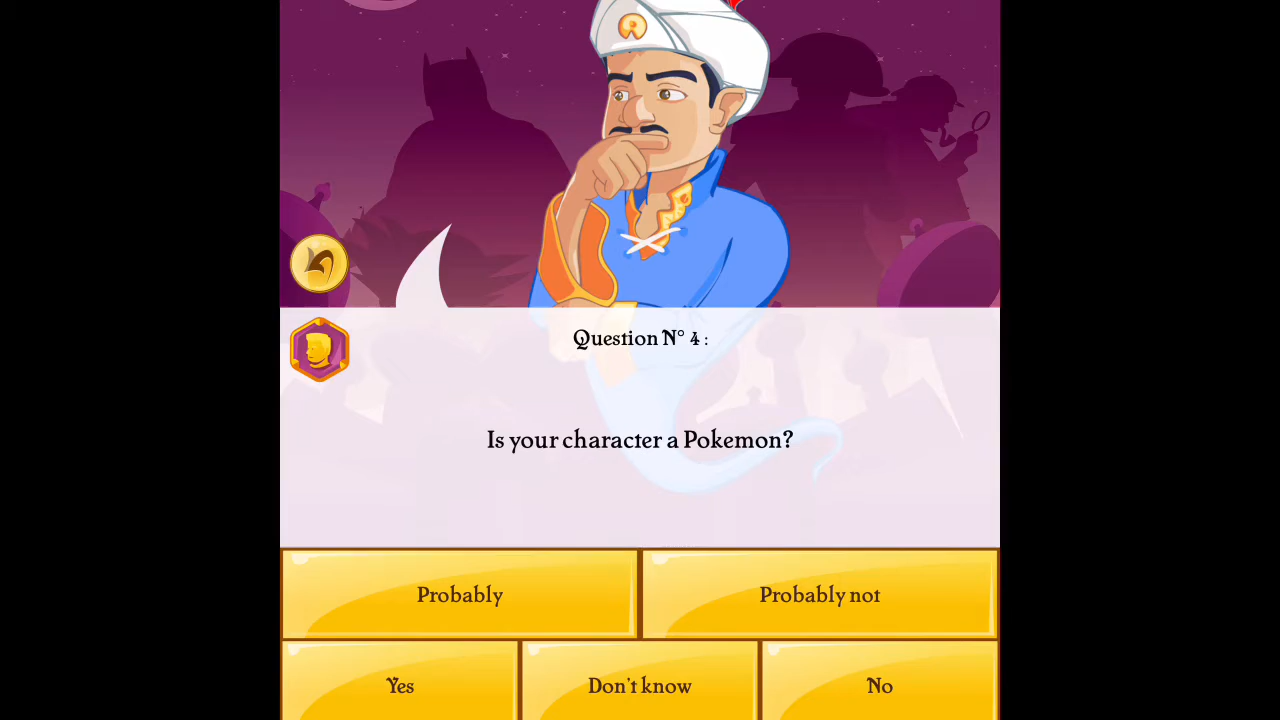 Question N° 4 :
Is your character a Pokemon?
Probably
Probably not
Yes
Don't know
No